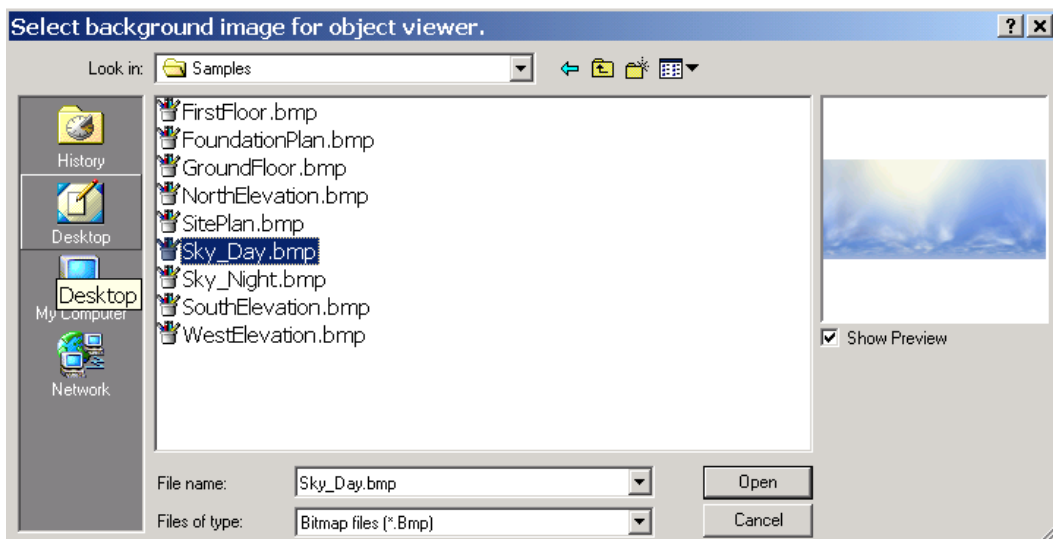 Select background image for object viewer.
Look in: Samples
History
Desktop
Desktop
My Computer
Network
FirstFloor.bmp
FoundationPlan.bmp
GroundFloor.bmp
NorthElevation.bmp
SitePlan.bmp
Sky_Day.bmp
Sky_Night.bmp
SouthElevation.bmp
WestElevation.bmp
Show Preview
File name: Sky_Day.bmp Open
Files of type: Bitmap files (*.Bmp) Cancel